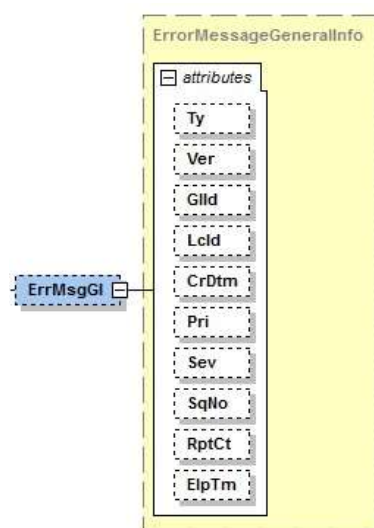 ErrorMessageGeneralInfo
attributes
Ty
Ver
GlId
LcId
CrDtm
Pri
Sev
SqNo
RptCt
ElpTm
ErrMsgGI